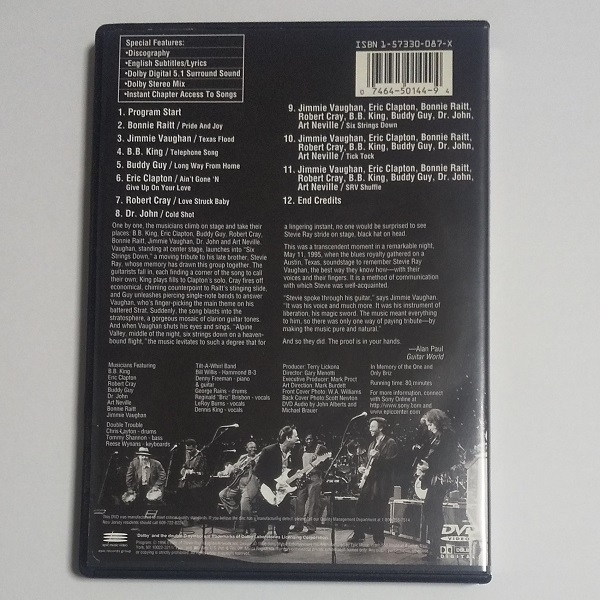 Special Features:
•Discography
•English Subtitles/Lyrics
•Dolby Digital 5.1 Surround Sound
•Dolby Stereo Mix
•Instant Chapter Access To Songs
ISBN 1-57330-087-X
0 7464-50144-9 4
1. Program Start
2. Bonnie Raitt / Pride And Joy
3. Jimmie Vaughan / Texas Flood
4. B.B. King / Telephone Song
5. Buddy Guy / Long Way From Home
6. Eric Clapton / Ain't Gone 'N
Give Up On Your Love
7. Robert Cray / Love Struck Baby
8. Dr. John / Cold Shot
9. Jimmie Vaughan, Eric Clapton, Bonnie Raitt,
Robert Cray, B.B. King, Buddy Guy, Dr. John,
Art Neville / Six Strings Down
10. Jimmie Vaughan, Eric Clapton, Bonnie Raitt,
Robert Cray, B.B. King, Buddy Guy, Dr. John,
Art Neville / Tick Tock
11. Jimmie Vaughan, Eric Clapton, Bonnie Raitt,
Robert Cray, B.B. King, Buddy Guy, Dr. John,
Art Neville / SRV Shuffle
12. End Credits
One by one, the musicians climb on stage and take their
places: B.B. King, Eric Clapton, Buddy Guy, Robert Cray,
Bonnie Raitt, Jimmie Vaughan, Dr. John and Art Neville.
Vaughan, standing at center stage, launches into "Six
Strings Down," a moving tribute to his late brother, Stevie
Ray, whose memory has drawn this group together. The
guitarists fall in, each finding a corner of the song to call
their own; King plays fills to Clapton's solo, Cray fires off
economical, chiming counterpoint to Raitt's slinging slide,
and Guy unleashes piercing single-note bends to answer
Vaughan, who's finger-picking the main theme on his
battered Strat. Suddenly, the song blasts into the
stratosphere, a gorgeous mosaic of clarion guitar tones.
And when Vaughan shuts his eyes and sings, "Alpine
Valley, middle of the night, six strings down on a heaven-
bound flight," the music levitates to such a degree that for
a lingering instant, no one would be surprised to see
Stevie Ray stride on stage, black hat on head.
This was a transcendent moment in a remarkable night,
May 11, 1995, when the blues royalty gathered on a
Austin, Texas, soundstage to remember Stevie Ray
Vaughan, the best way they know how—with their
voices and their fingers. It is a method of communication
with which Stevie was well-acquainted.
"Stevie spoke through his guitar," says Jimmie Vaughan.
"It was his voice and much more. It was his instrument of
liberation, his magic sword. The music meant everything
to him, so there was only one way of paying tribute—by
making the music pure and natural."
And so they did. The proof is in your hands.
—Alan Paul
Guitar World
Musicians Featuring
B.B. King
Eric Clapton
Robert Cray
Buddy Guy
Dr. John
Art Neville
Bonnie Raitt
Jimmie Vaughan
Double Trouble
Chris Layton - drums
Tommy Shannon - bass
Reese Wynans - keyboards
Tilt-A-Whirl Band
Bill Willis - Hammond B-3
Denny Freeman - piano
& guitar
George Rains - drums
Reginald "Briz" Brisbon - vocals
LeRoy Barns - vocals
Dennis King - vocals
Producer: Terry Lickona
Director: Gary Menotti
Executive Producer: Mark Proct
Art Direction: Mark Burdett
Front Cover Photo: W.A. Williams
Back Cover Photo: Scott Newton
DVD Audio by John Alberts and
Michael Brauer
In Memory of the One and
Only Briz
Running time: 80 minutes
For more information, connect
with Sony Online at
http://www.sony.com and
www.epiccenter.com
DVD
VIDEO
DOLBY
DIGITAL